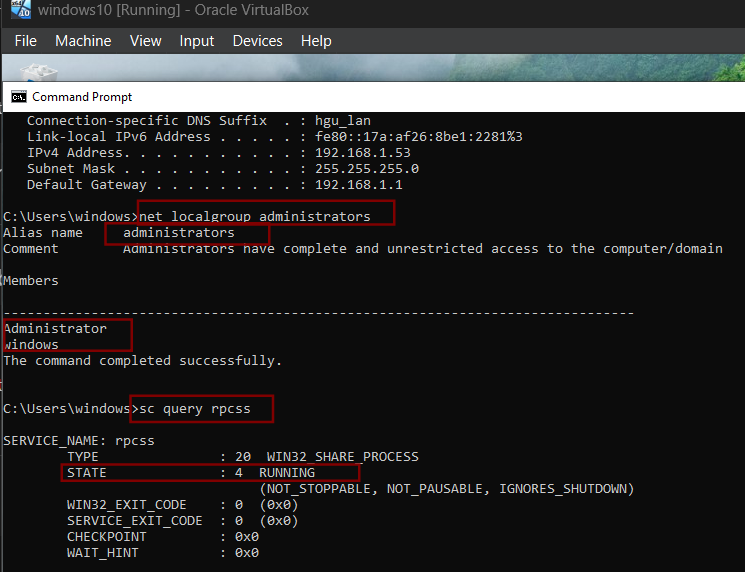 windows10 [Running] - Oracle VirtualBox
File Machine View Input Devices Help
Command Prompt
Connection-specific DNS Suffix . : hgu_lan
Link-local IPv6 Address . . . . . : fe80::17a:af26:8be1:2281%3
IPv4 Address. . . . . . . . . . . : 192.168.1.53
Subnet Mask . . . . . . . . . . . : 255.255.255.0
Default Gateway . . . . . . . . . : 192.168.1.1
C:\Users\windows>net localgroup administrators
Alias name     administrators
Comment        Administrators have complete and unrestricted access to the computer/domain
Members
-------------------------------------------------------------------------------
Administrator
windows
The command completed successfully.
C:\Users\windows>sc query rpcss
SERVICE_NAME: rpcss
TYPE               : 20  WIN32_SHARE_PROCESS
STATE              : 4  RUNNING
(NOT_STOPPABLE, NOT_PAUSABLE, IGNORES_SHUTDOWN)
WIN32_EXIT_CODE    : 0  (0x0)
SERVICE_EXIT_CODE  : 0  (0x0)
CHECKPOINT         : 0x0
WAIT_HINT          : 0x0